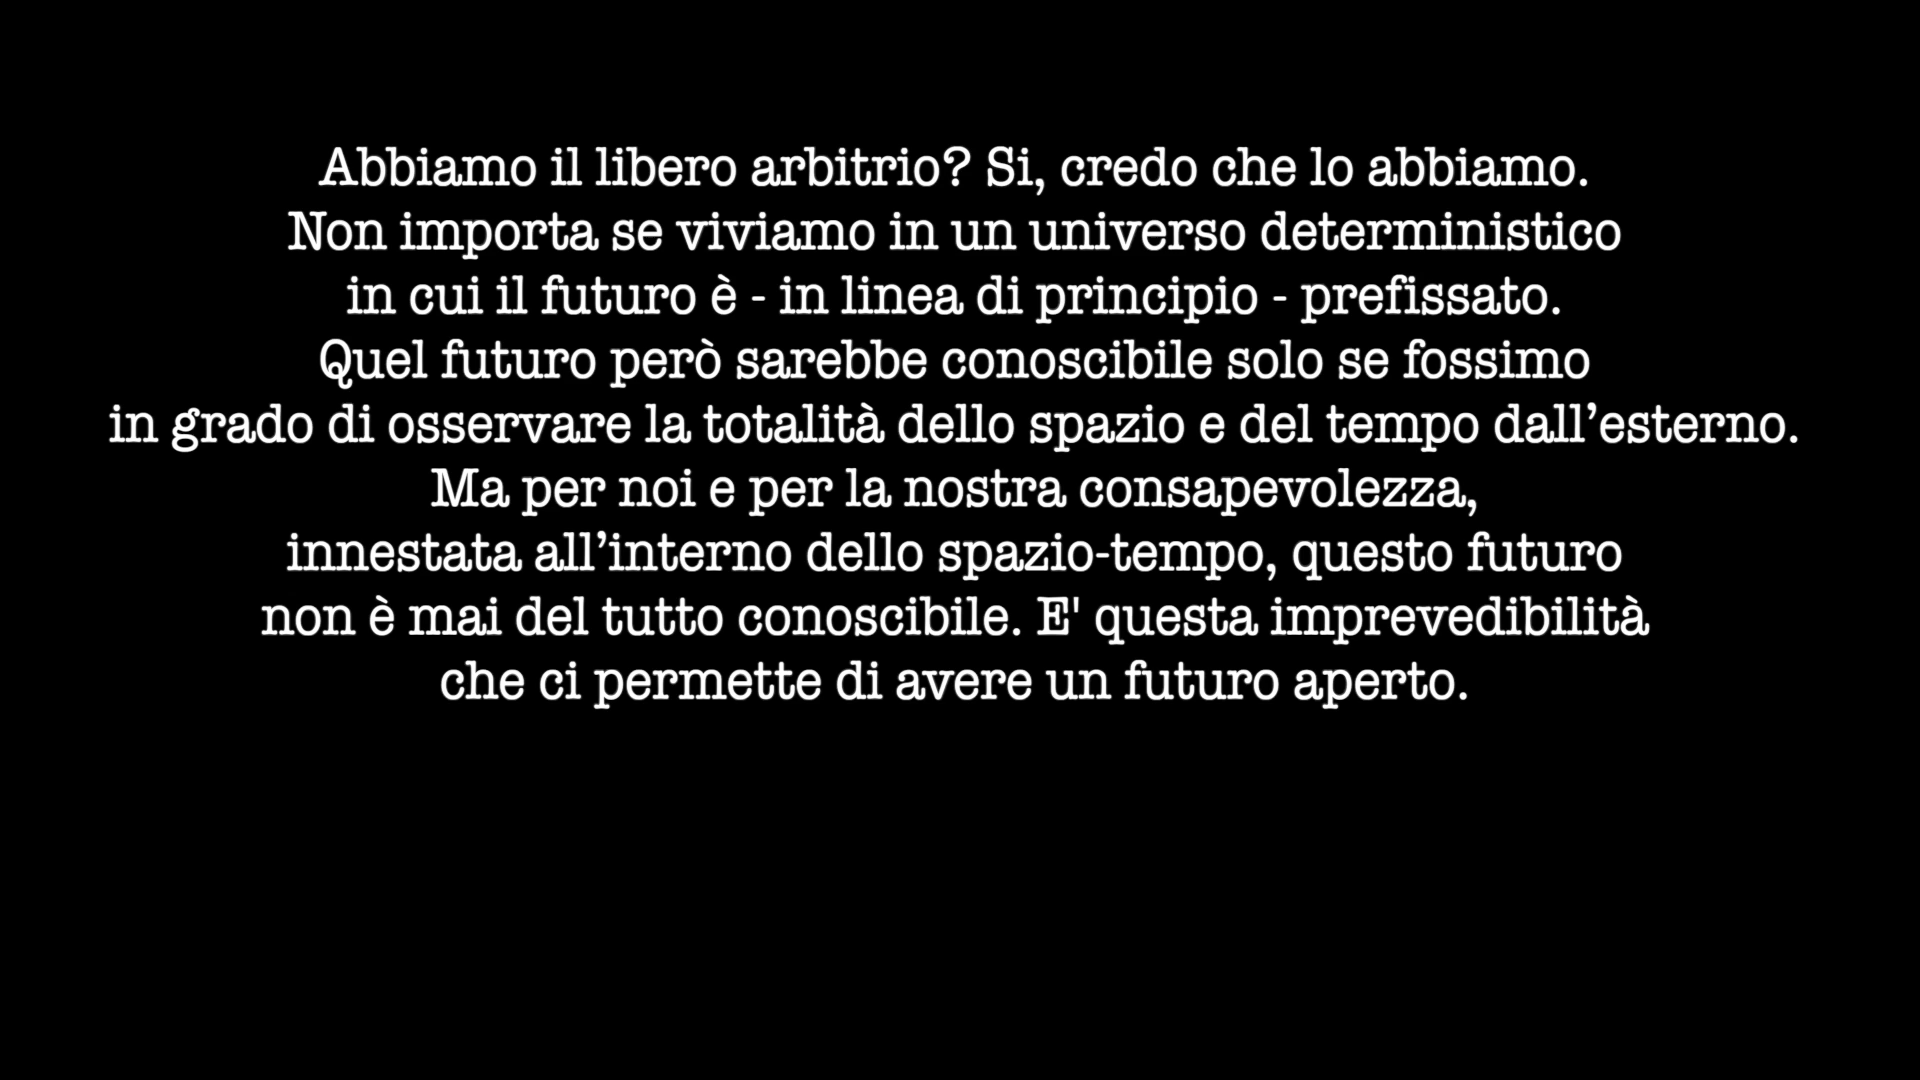 Abbiamo il libero arbitrio? Si, credo che lo abbiamo.
Non importa se viviamo in un universo deterministico
in cui il futuro è - in linea di principio - prefissato.
Quel futuro però sarebbe conoscibile solo se fossimo
in grado di osservare la totalità dello spazio e del tempo dall’esterno.
Ma per noi e per la nostra consapevolezza,
innestata all’interno dello spazio-tempo, questo futuro
non è mai del tutto conoscibile. E' questa imprevedibilità
che ci permette di avere un futuro aperto.